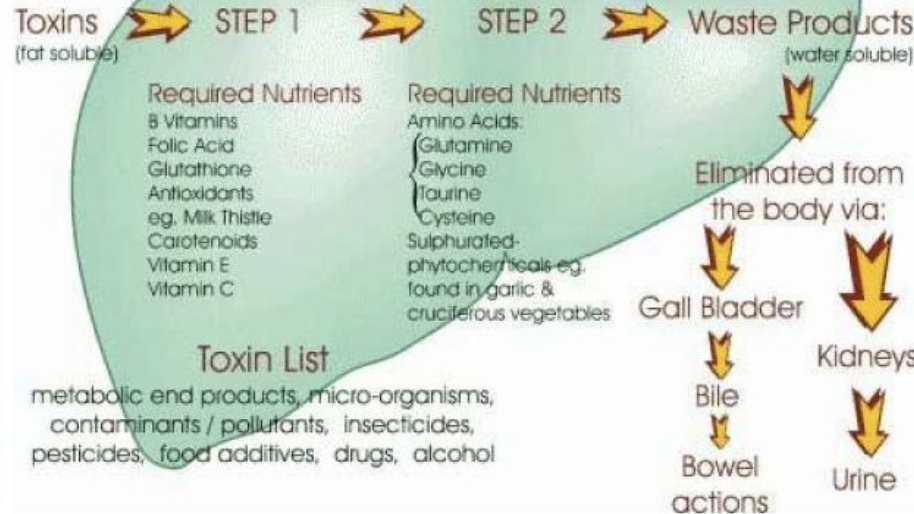 Toxins STEP 1 STEP 2 Waste Products
(fat soluble) (water soluble)
Required Nutrients
B Vitamins
Folic Acid
Glutathione
Antioxidants
eg. Milk Thistle
Carotenoids
Vitamin E
Vitamin C
Required Nutrients
Amino Acids:
Glutamine
Glycine
Taurine
Cysteine
Sulphurated-
phytochemicals eg.
found in garlic &
cruciferous vegetables
Toxin List
metabolic end products, micro-organisms,
contaminants / pollutants, insecticides,
pesticides, food additives, drugs, alcohol
Eliminated from
the body via:
Gall Bladder
Bile
Bowel
actions
Kidneys
Urine